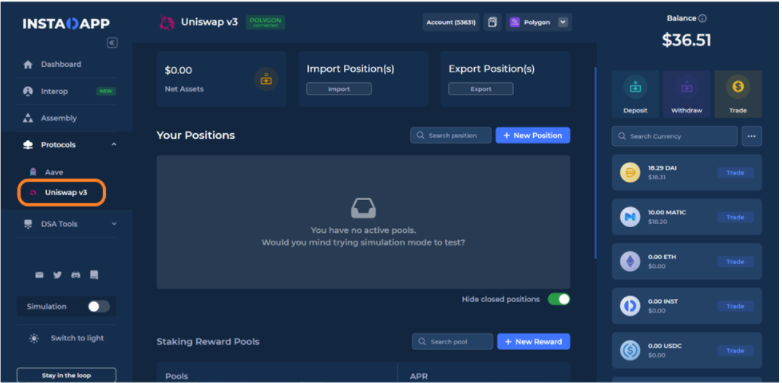 INSTADAPP
Dashboard
Interop NEW
Assembly
Protocols
Aave
Uniswap v3
DSA Tools
Simulation
Switch to light
Stay in the loop
Uniswap v3
POLYGON
Account (53631)
Polygon
$0.00
Net Assets
Import Position(s)
Import
Export Position(s)
Export
Your Positions
Search position
+ New Position
You have no active pools.
Would you mind trying simulation mode to test?
Hide closed positions
Staking Reward Pools
Search pool
+ New Reward
Pools
APR
Balance
$36.51
Deposit
Withdraw
Trade
Search Currency
18.29 DAI
$18.31
Trade
10.00 MATIC
$18.20
Trade
0.00 ETH
$0.00
Trade
0.00 INST
$0.00
Trade
0.00 USDC
$0.00
Trade